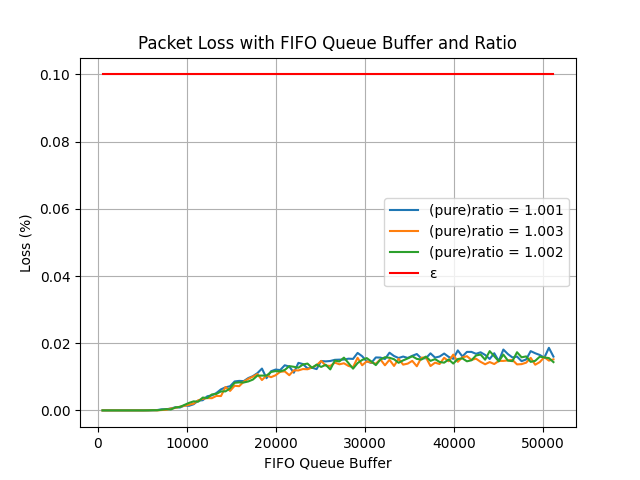 Packet Loss with FIFO Queue Buffer and Ratio
0.10
0.08
0.06
0.04
0.02
0.00
Loss (%)
(pure)ratio = 1.001
(pure)ratio = 1.003
(pure)ratio = 1.002
ε
0 10000 20000 30000 40000 50000
FIFO Queue Buffer